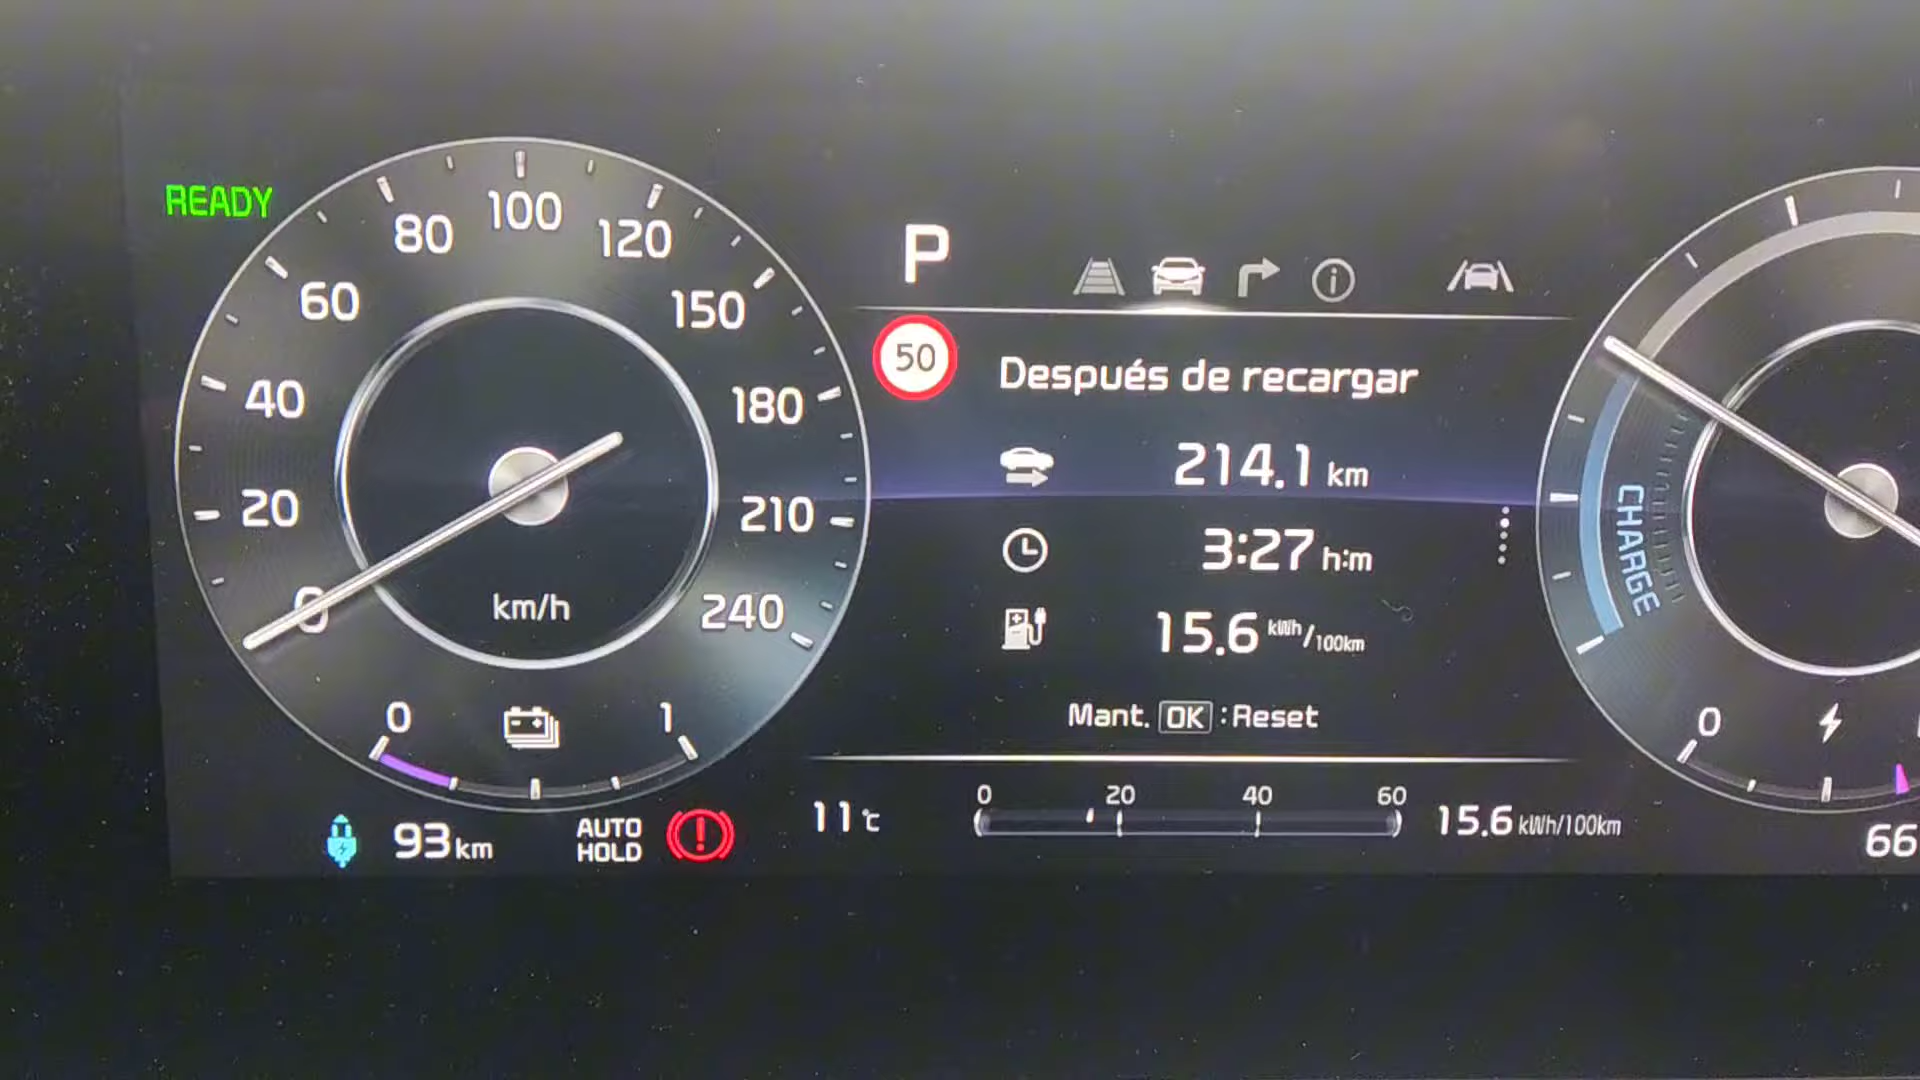 READY
0
20
40
60
80
100
120
150
180
210
240
km/h
0 1
93 km
AUTO
HOLD
P
50
Después de recargar
214.1 km
3:27 h:m
15.6 kWh/100km
Mant. OK : Reset
11 °C
0 20 40 60
15.6 kWh/100km
CHARGE
0
66